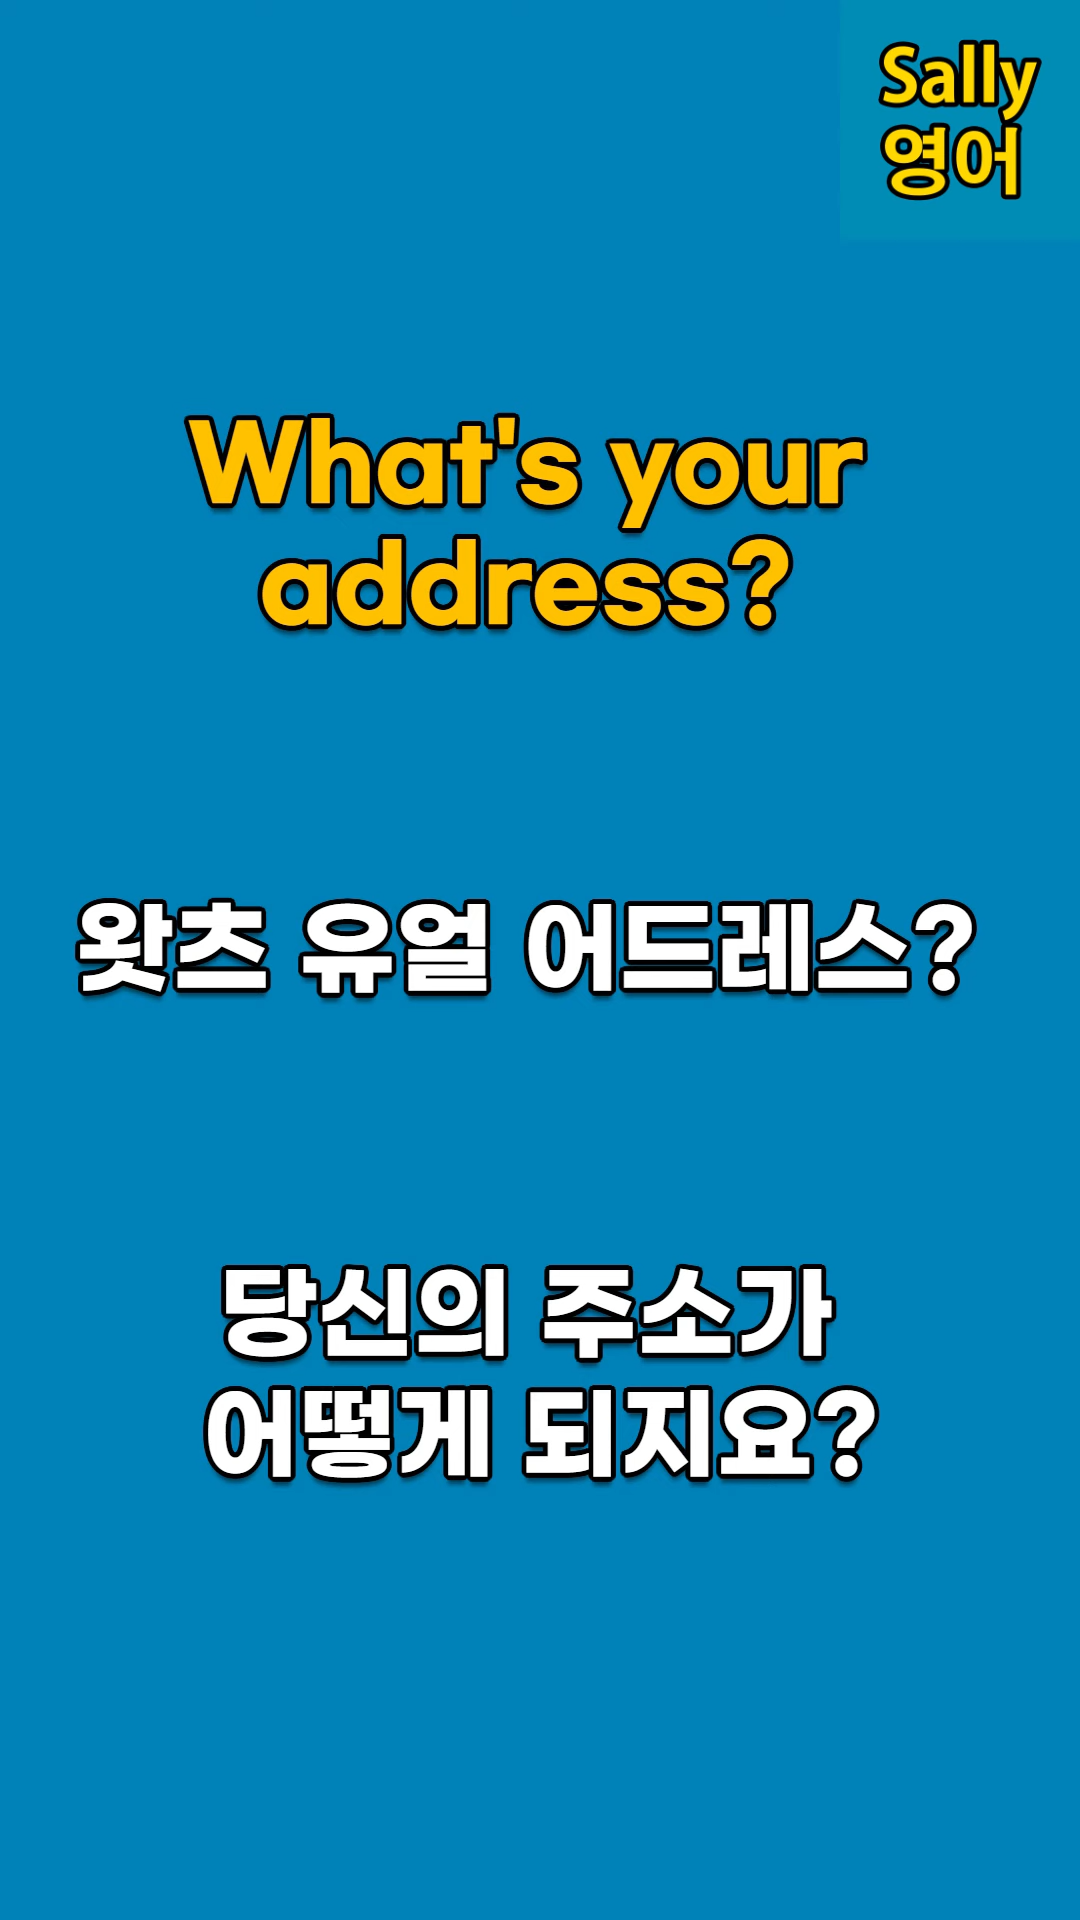 Sally
영어
What's your
address?
왓츠 유얼 어드레스?
당신의 주소가
어떻게 되지요?